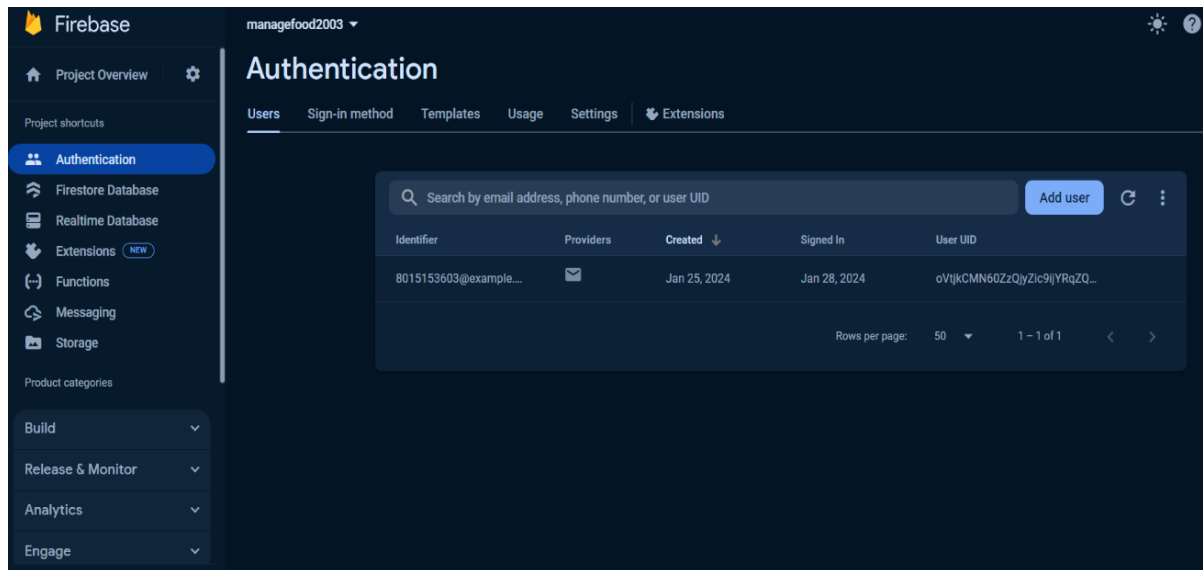 Firebase
Project Overview
Project shortcuts
Authentication
Firestore Database
Realtime Database
Extensions NEW
Functions
Messaging
Storage
Product categories
Build
Release & Monitor
Analytics
Engage
managefood2003
Authentication
Users Sign-in method Templates Usage Settings Extensions
Search by email address, phone number, or user UID Add user
Identifier Providers Created Signed In User UID
8015153603@example.... Jan 25, 2024 Jan 28, 2024 oVtjkCMN60ZzQjyZic9ijYRqZQ...
Rows per page: 50 1 – 1 of 1